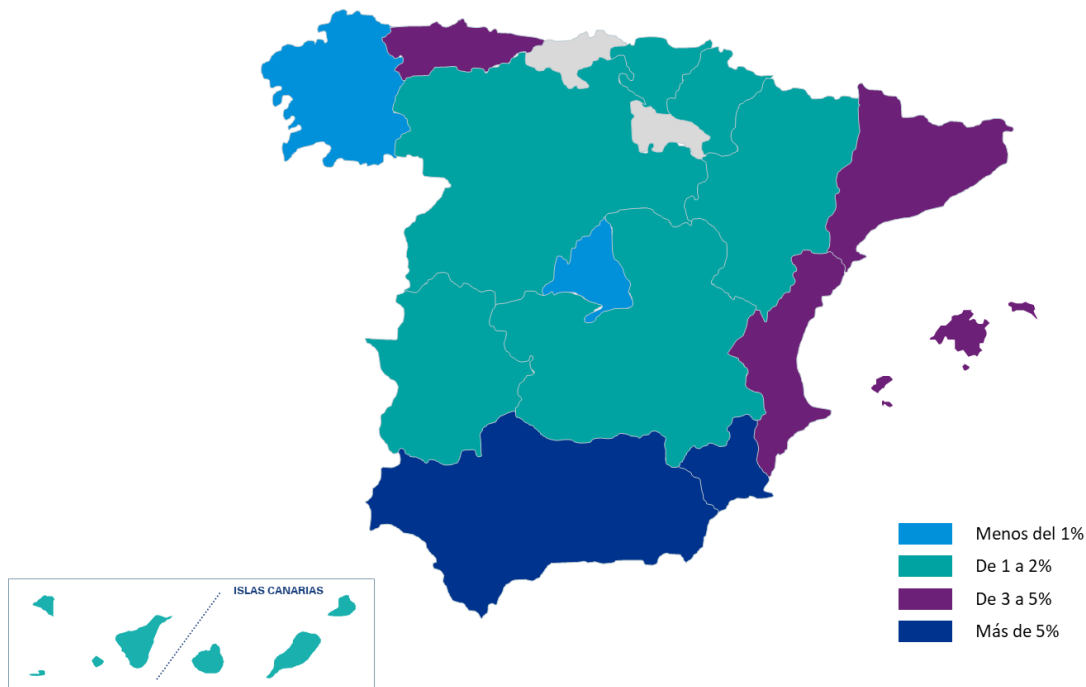 ISLAS CANARIAS
Menos del 1%
De 1 a 2%
De 3 a 5%
Más de 5%